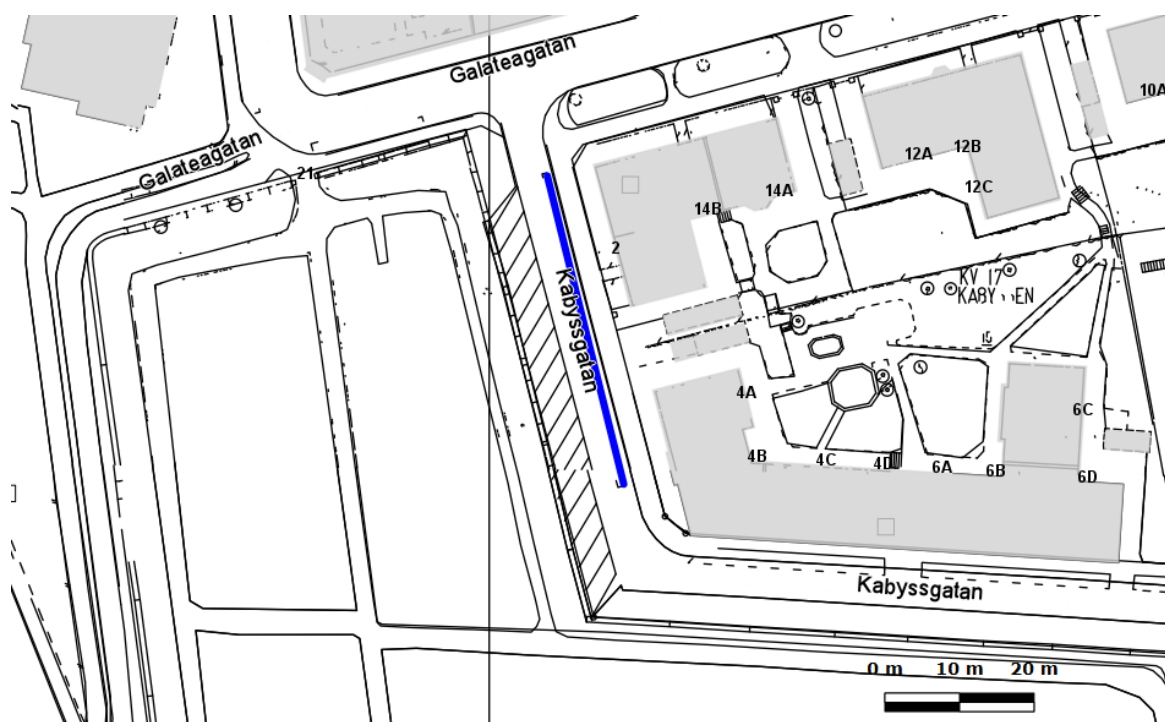 Galateagatan
Galateagatan
21
10A
12A
12B
12C
14A
14B
2
KV 17
Kabyssgatan
4A
4B
4C
4D
6A
6B
6C
6D
Kabyssgatan
0 m 10 m 20 m